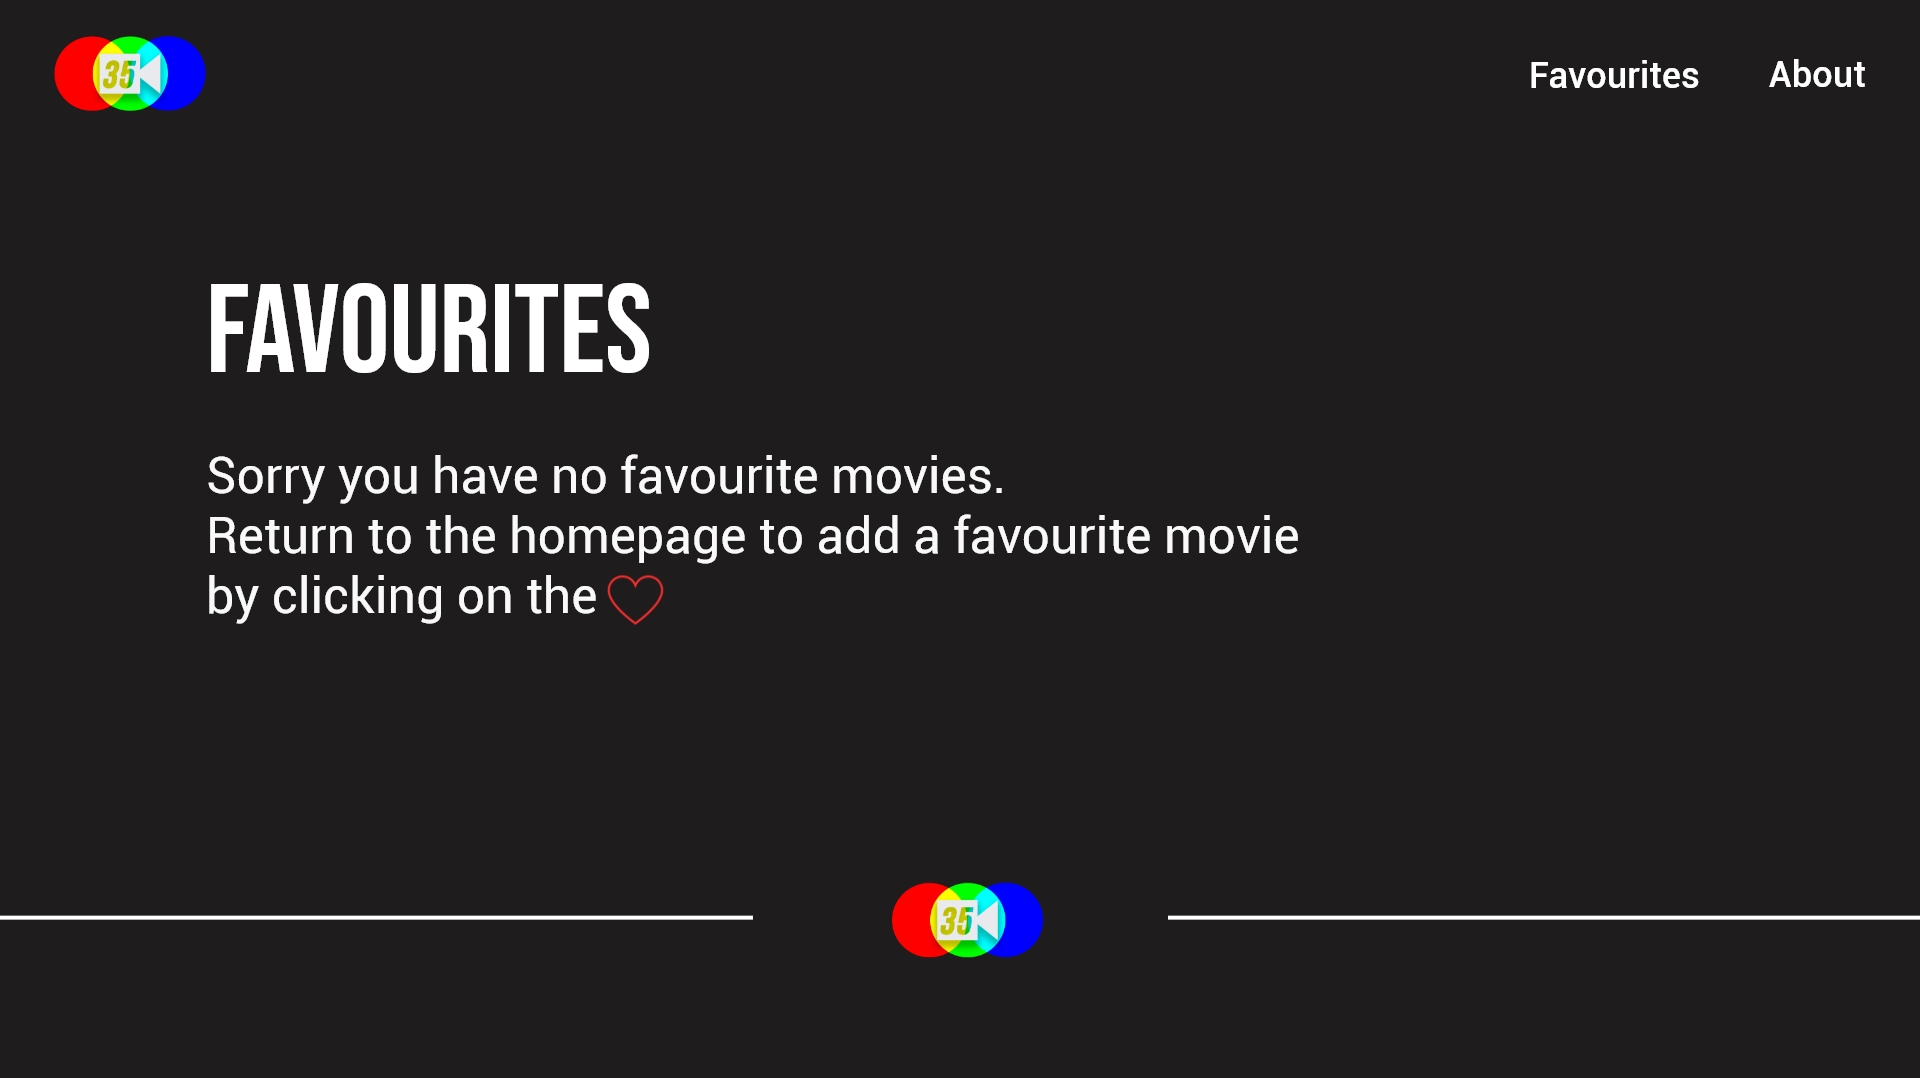 35
Favourites
About
FAVOURITES
Sorry you have no favourite movies.
Return to the homepage to add a favourite movie
by clicking on the
35